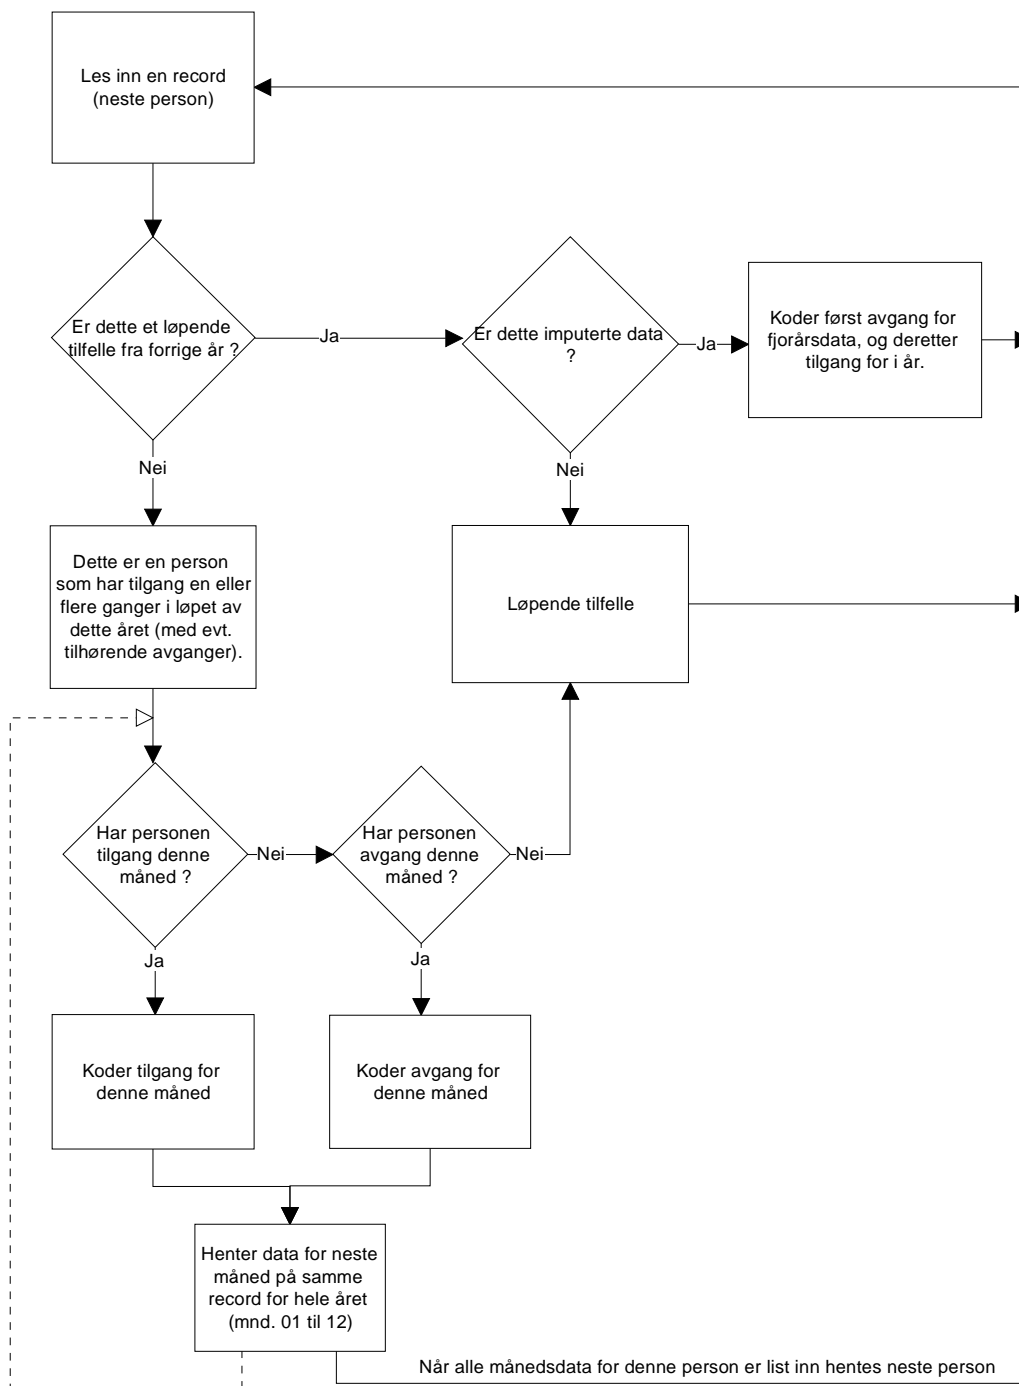 Les inn en record
(neste person)
Er dette et løpende
tilfelle fra forrige år ?
Ja
Er dette imputerte data
?
Ja
Koder først avgang for
fjorårsdata, og deretter
tilgang for i år.
Nei
Nei
Dette er en person
som har tilgang en eller
flere ganger i løpet av
dette året (med evt.
tilhørende avganger).
Løpende tilfelle
Har personen
tilgang denne
måned ?
Nei
Har personen
avgang denne
måned ?
Nei
Ja
Ja
Koder tilgang for
denne måned
Koder avgang for
denne måned
Henter data for neste
måned på samme
record for hele året
(mnd. 01 til 12)
Når alle månedsdata for denne person er list inn hentes neste person